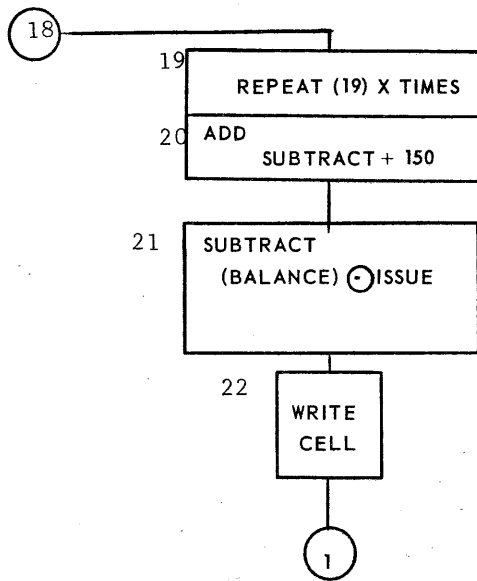 18
19
REPEAT (19) X TIMES
20 ADD
SUBTRACT + 150
21 SUBTRACT
(BALANCE) - ISSUE
22
WRITE
CELL
1